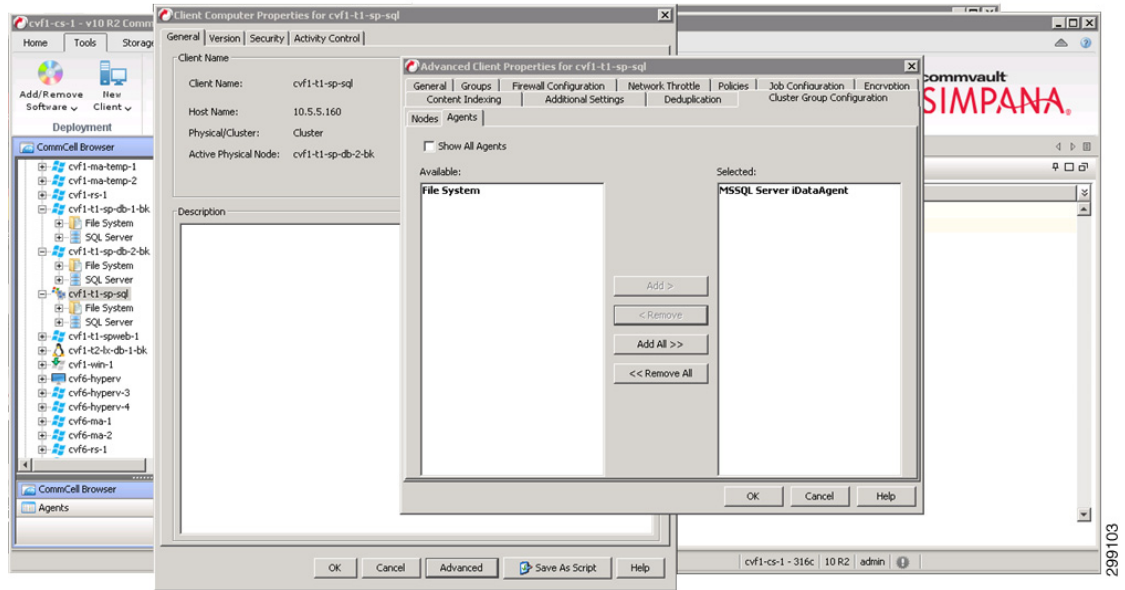 cvf1-cs-1 - v10 R2 Comm
Home Tools Storag
Add/Remove
Software
New
Client
Deployment
CommCell Browser
cvf1-ma-temp-1
cvf1-ma-temp-2
cvf1-rs-1
cvf1-t1-sp-db-1-bk
File System
SQL Server
cvf1-t1-sp-db-2-bk
File System
SQL Server
cvf1-t1-sp-sql
File System
SQL Server
cvf1-t1-spweb-1
cvf1-t2-lx-db-1-bk
cvf1-win-1
cvf6-hyperv
cvf6-hyperv-3
cvf6-hyperv-4
cvf6-ma-1
cvf6-ma-2
cvf6-rs-1
CommCell Browser
Agents
Client Computer Properties for cvf1-t1-sp-sql
General Version Security Activity Control
Client Name
Client Name: cvf1-t1-sp-sql
Host Name: 10.5.5.160
Physical/Cluster: Cluster
Active Physical Node: cvf1-t1-sp-db-2-bk
Description
OK Cancel Advanced Save As Script Help
Advanced Client Properties for cvf1-t1-sp-sql
General Groups Firewall Configuration Network Throttle Policies Job Configuration Encryption
Content Indexing Additional Settings Deduplication Cluster Group Configuration
Nodes Agents
Show All Agents
Available: Selected:
File System MSSQL Server iDataAgent
Add >
< Remove
Add All >>
<< Remove All
OK Cancel Help
commvault
SIMPANA.
cvf1-cs-1 - 316c 10 R2 admin
299103